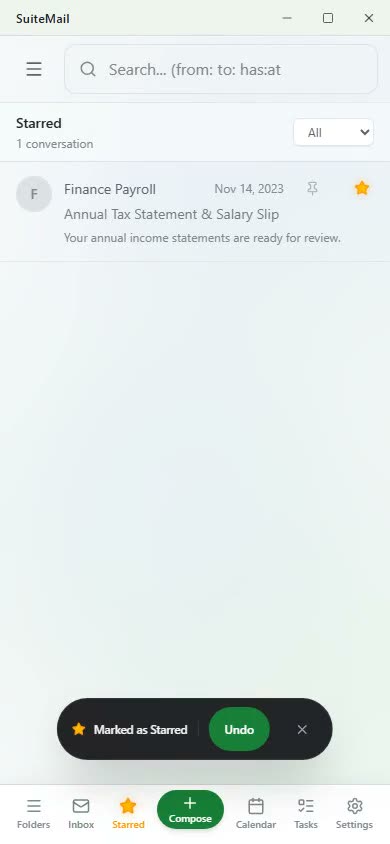 SuiteMail
Search... (from: to: has:at
Starred
1 conversation
All
F
Finance Payroll
Nov 14, 2023
Annual Tax Statement & Salary Slip
Your annual income statements are ready for review.
Marked as Starred
Undo
Folders
Inbox
Starred
Compose
Calendar
Tasks
Settings